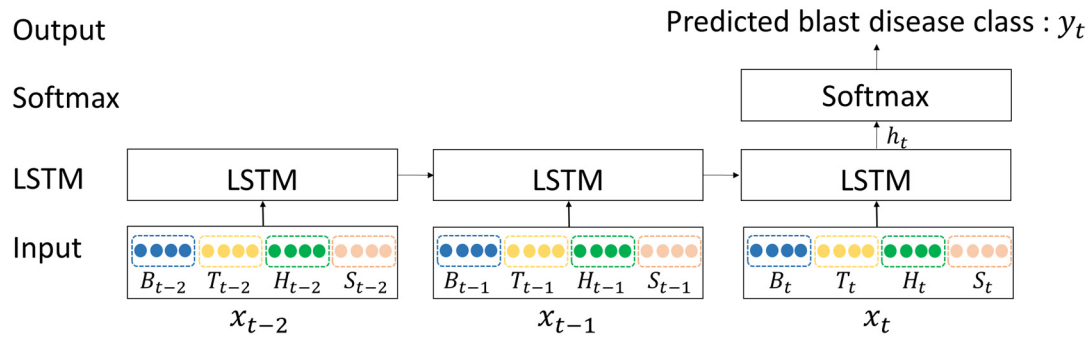 Output
Predicted blast disease class : y_t
Softmax
Softmax
h_t
LSTM
LSTM
LSTM
LSTM
Input
B_{t-2} T_{t-2} H_{t-2} S_{t-2}
B_{t-1} T_{t-1} H_{t-1} S_{t-1}
B_t T_t H_t S_t
x_{t-2}
x_{t-1}
x_t